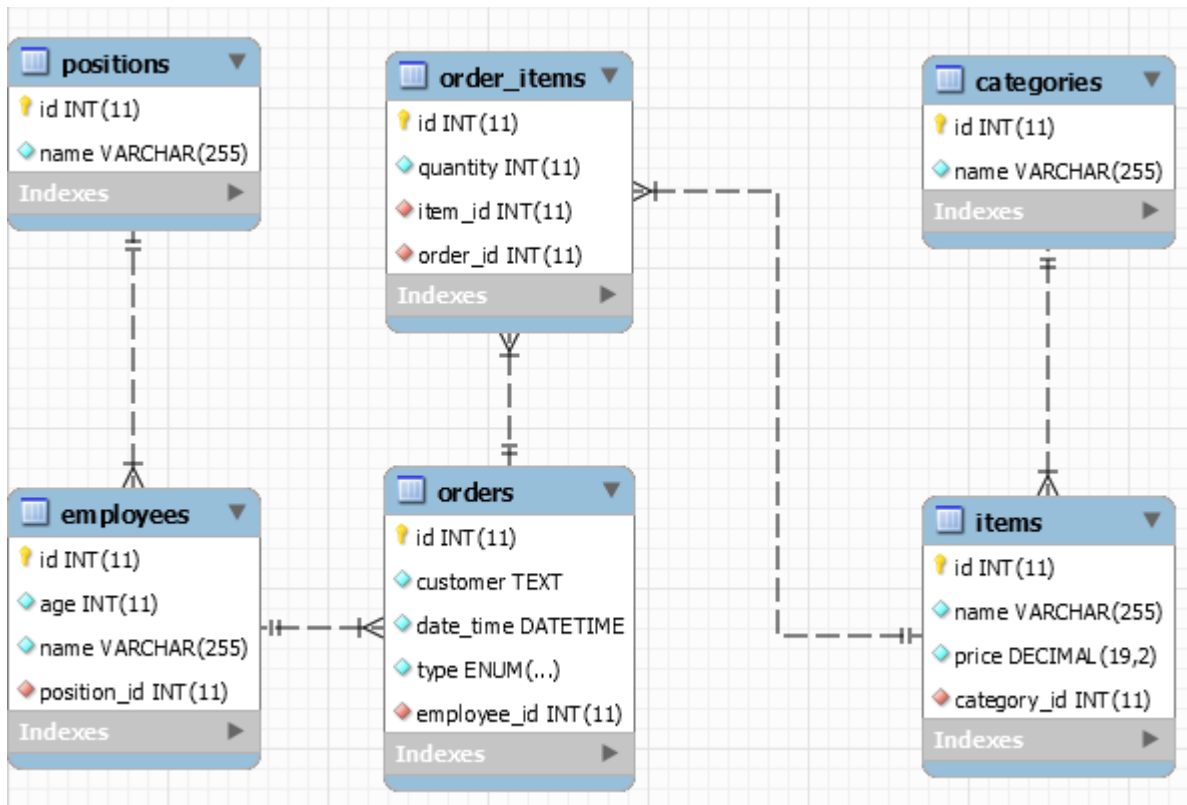 positions
id INT(11)
name VARCHAR(255)
Indexes
order_items
id INT(11)
quantity INT(11)
item_id INT(11)
order_id INT(11)
Indexes
categories
id INT(11)
name VARCHAR(255)
Indexes
employees
id INT(11)
age INT(11)
name VARCHAR(255)
position_id INT(11)
Indexes
orders
id INT(11)
customer TEXT
date_time DATETIME
type ENUM(...)
employee_id INT(11)
Indexes
items
id INT(11)
name VARCHAR(255)
price DECIMAL(19,2)
category_id INT(11)
Indexes